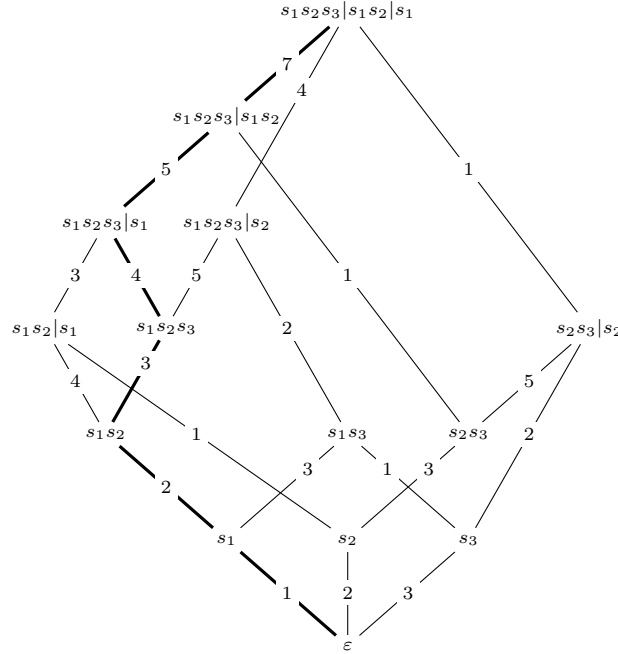 s₁s₂s₃|s₁s₂|s₁
7
4
s₁s₂s₃|s₁s₂
5
1
s₁s₂s₃|s₁ s₁s₂s₃|s₂
3 4 5 1
s₁s₂|s₁ s₁s₂s₃ 2 s₂s₃|s₂
3
4 5
s₁s₂ 1 s₁s₃ s₂s₃ 2
3 1 3
2
s₁ s₂ s₃
1 2 3
ε